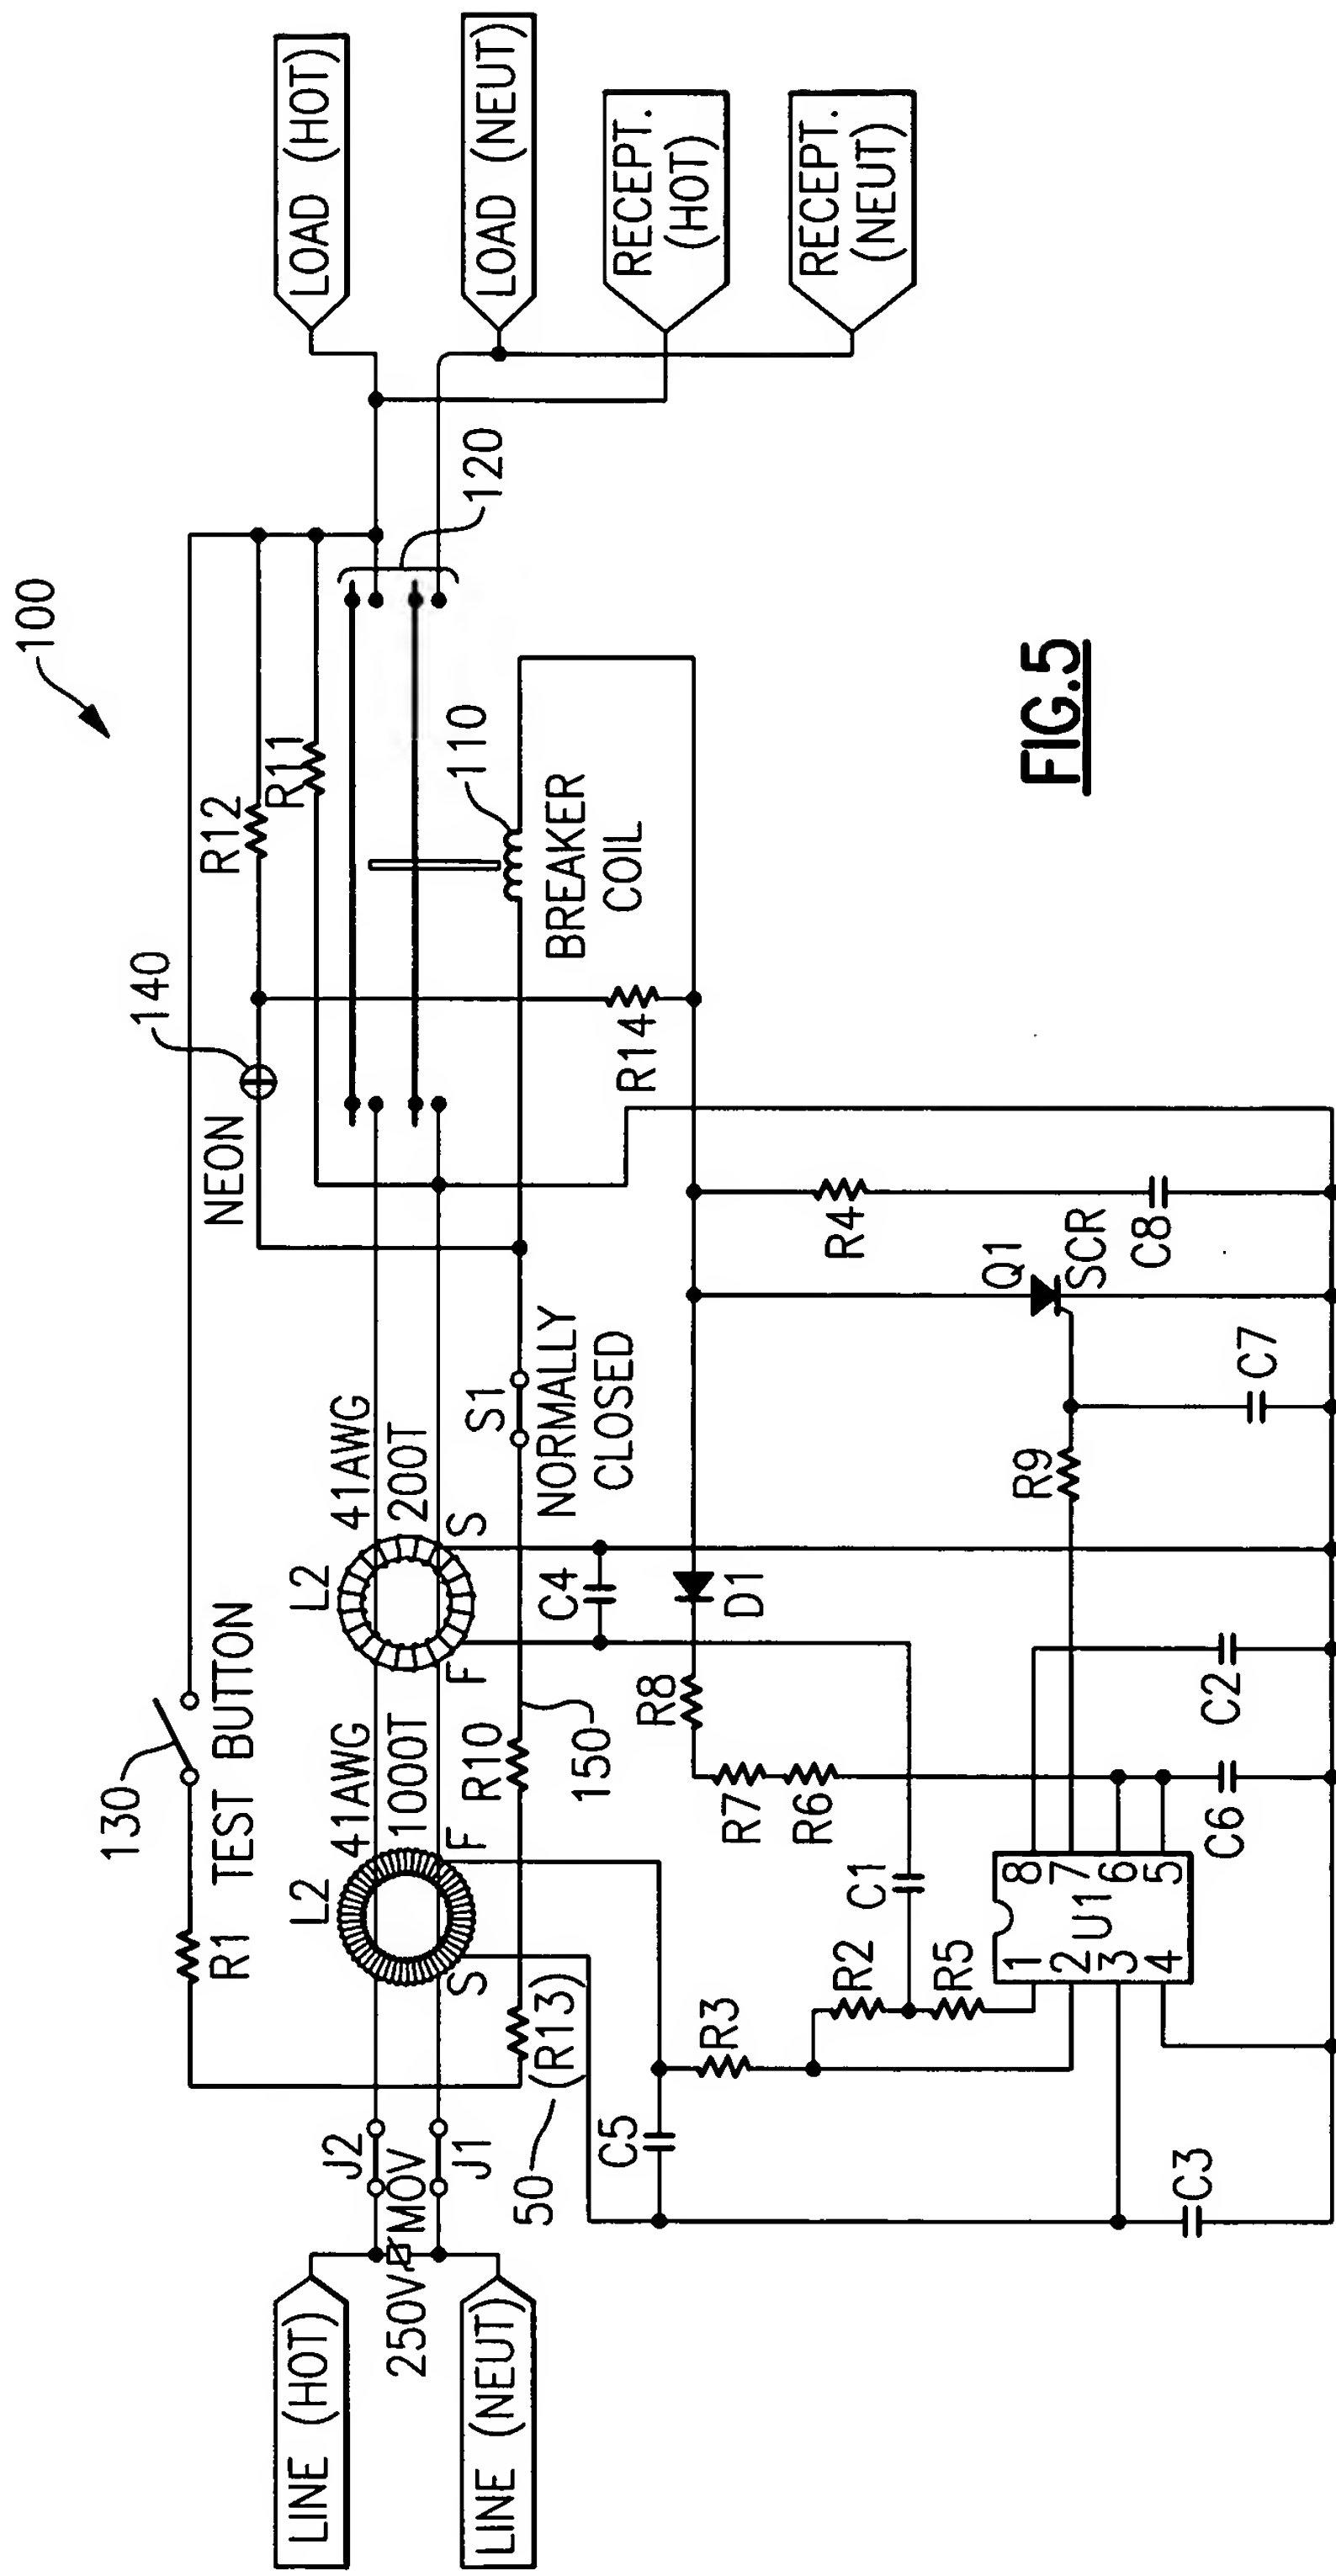 100
LOAD (HOT)
LOAD (NEUT)
RECEPT.
(HOT)
RECEPT.
(NEUT)
120
R12
R11
110
BREAKER
COIL
140
NEON
R14
R4
C8
Q1
SCR
C7
R9
S1
NORMALLY
CLOSED
41AWG
200T
L2
S
F
C4
D1
130
TEST BUTTON
R1
41AWG
1000T
L2
F
S
R10
150
R8
R7
R6
C2
C6
C1
R2
R5
R3
8
7
6
5
U1
1
2
3
4
(R13)
50
C5
C3
J2
J1
250V
MOV
LINE (HOT)
LINE (NEUT)
FIG.5